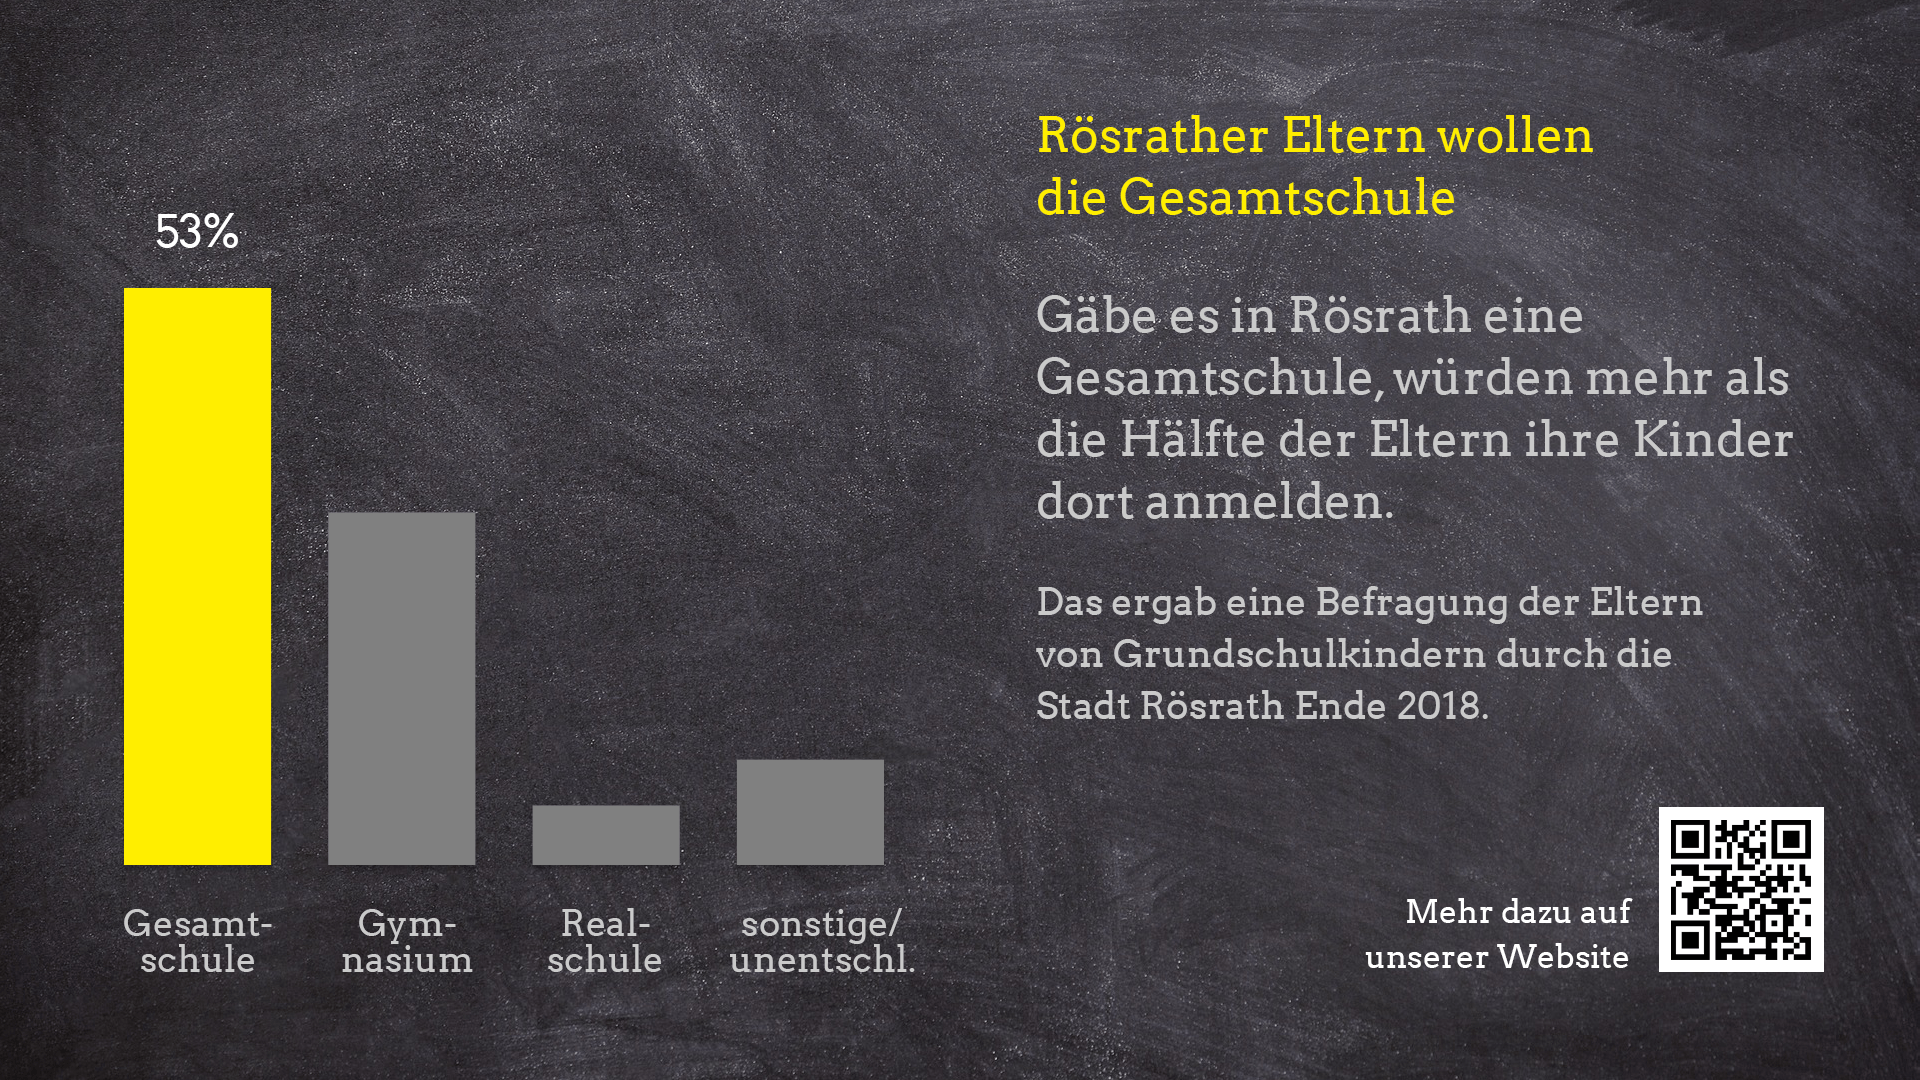 Rösrather Eltern wollen
die Gesamtschule
Gäbe es in Rösrath eine
Gesamtschule, würden mehr als
die Hälfte der Eltern ihre Kinder
dort anmelden.
Das ergab eine Befragung der Eltern
von Grundschulkindern durch die
Stadt Rösrath Ende 2018.
53%
Gesamt-
schule
Gym-
nasium
Real-
schule
sonstige/
unentschl.
Mehr dazu auf
unserer Website